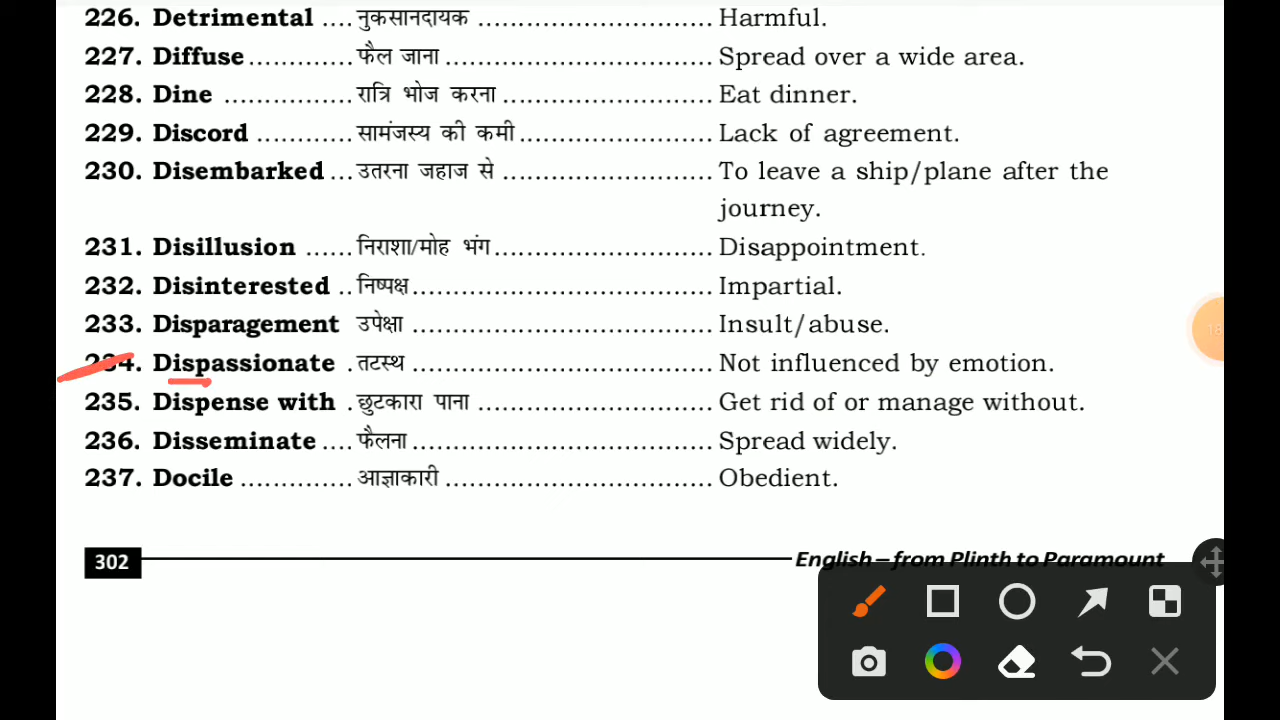 226. Detrimental .... नुकसानदायक ............................. Harmful.
227. Diffuse ............. फैल जाना ................................. Spread over a wide area.
228. Dine ................ रात्रि भोज करना .......................... Eat dinner.
229. Discord ............ सामंजस्य की कमी ........................ Lack of agreement.
230. Disembarked ... उतरना जहाज से .......................... To leave a ship/plane after the
journey.
231. Disillusion ...... निराशा/मोह भंग ........................... Disappointment.
232. Disinterested .. निष्पक्ष ..................................... Impartial.
233. Disparagement उपेक्षा ..................................... Insult/abuse.
234. Dispassionate . तटस्थ ..................................... Not influenced by emotion.
235. Dispense with . छुटकारा पाना ............................. Get rid of or manage without.
236. Disseminate .... फैलना ..................................... Spread widely.
237. Docile .............. आज्ञाकारी ................................. Obedient.
302 English – from Plinth to Paramount